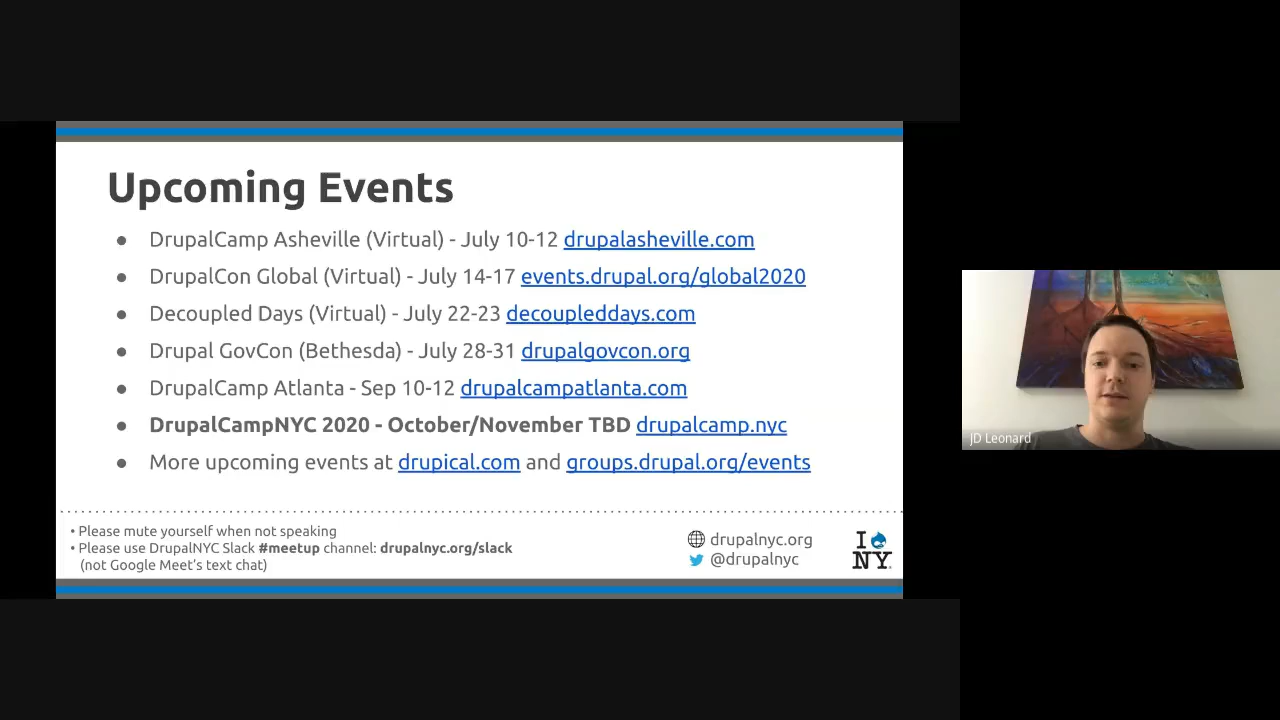 Upcoming Events
● DrupalCamp Asheville (Virtual) - July 10-12 drupalasheville.com
● DrupalCon Global (Virtual) - July 14-17 events.drupal.org/global2020
● Decoupled Days (Virtual) - July 22-23 decoupleddays.com
● Drupal GovCon (Bethesda) - July 28-31 drupalgovcon.org
● DrupalCamp Atlanta - Sep 10-12 drupalcampatlanta.com
● DrupalCampNYC 2020 - October/November TBD drupalcamp.nyc
● More upcoming events at drupical.com and groups.drupal.org/events
• Please mute yourself when not speaking
• Please use DrupalNYC Slack #meetup channel: drupalnyc.org/slack
(not Google Meet's text chat)
drupalnyc.org
@drupalnyc
I
NY.
JD Leonard